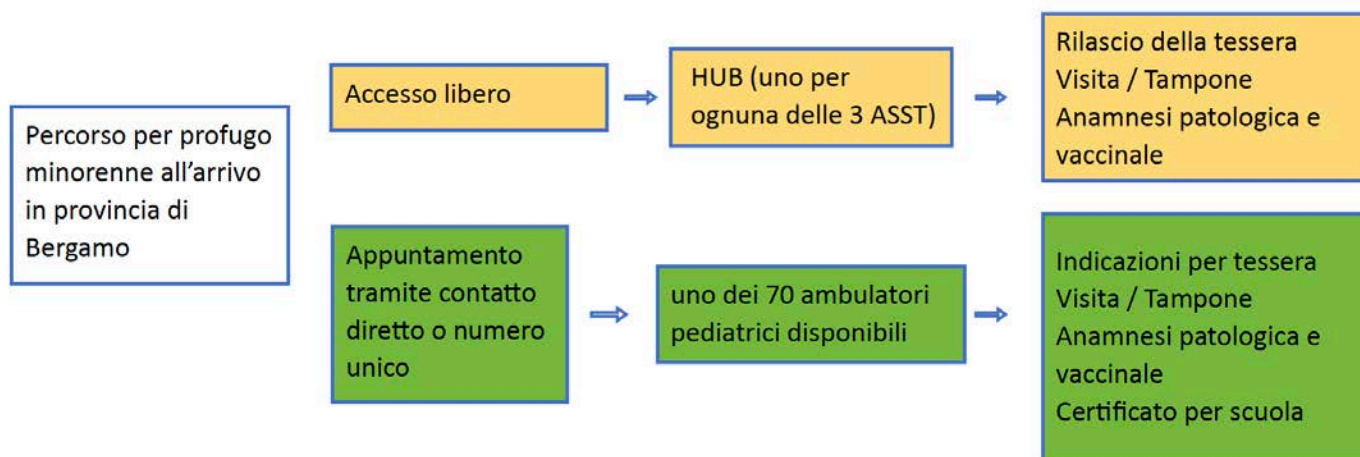 Percorso per profugo
minorenne all’arrivo
in provincia di
Bergamo
Accesso libero
HUB (uno per
ognuna delle 3 ASST)
Rilascio della tessera
Visita / Tampone
Anamnesi patologica e
vaccinale
Appuntamento
tramite contatto
diretto o numero
unico
uno dei 70 ambulatori
pediatrici disponibili
Indicazioni per tessera
Visita / Tampone
Anamnesi patologica e
vaccinale
Certificato per scuola